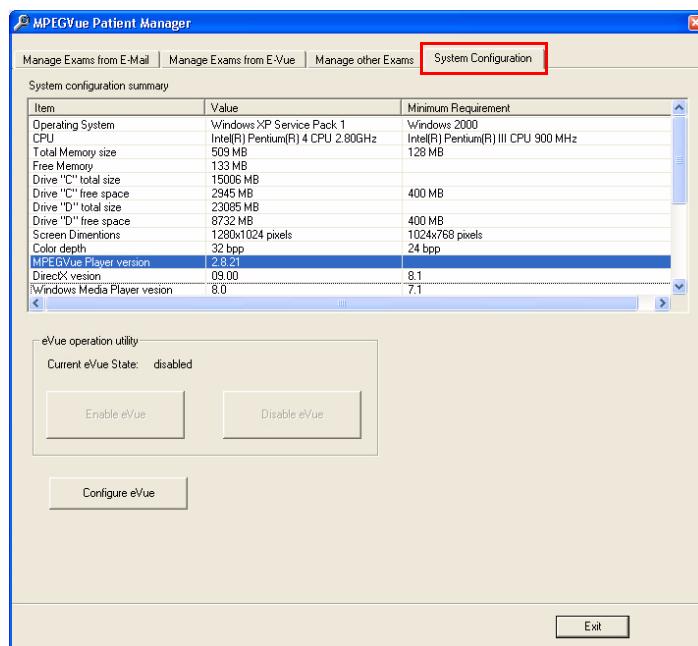 MPEGVue Patient Manager
Manage Exams from E-Mail Manage Exams from E-Vue Manage other Exams System Configuration
System configuration summary
Item Value Minimum Requirement
Operating System Windows XP Service Pack 1 Windows 2000
CPU Intel(R) Pentium(R) 4 CPU 2.80GHz Intel(R) Pentium(R) III CPU 900 MHz
Total Memory size 509 MB 128 MB
Free Memory 133 MB
Drive "C" total size 15006 MB
Drive "C" free space 2945 MB 400 MB
Drive "D" total size 23085 MB
Drive "D" free space 8732 MB 400 MB
Screen Dimentions 1280x1024 pixels 1024x768 pixels
Color depth 32 bpp 24 bpp
MPEGVue Player version 2.8.21
DirectX vesion 09.00 8.1
Windows Media Player vesion 8.0 7.1
eVue operation utility
Current eVue State: disabled
Enable eVue Disable eVue
Configure eVue
Exit